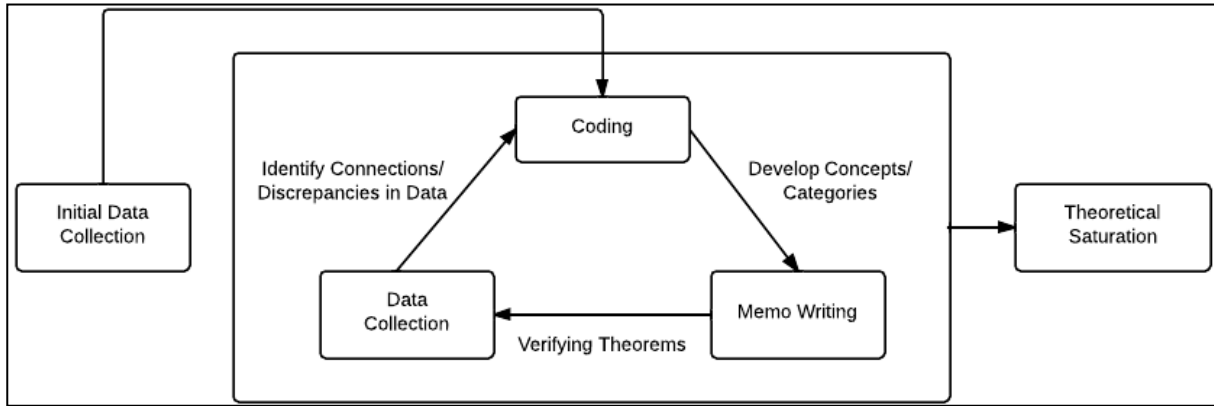 Coding
Identify Connections/
Discrepancies in Data
Develop Concepts/
Categories
Initial Data
Collection
Theoretical
Saturation
Data
Collection
Memo Writing
Verifying Theorems